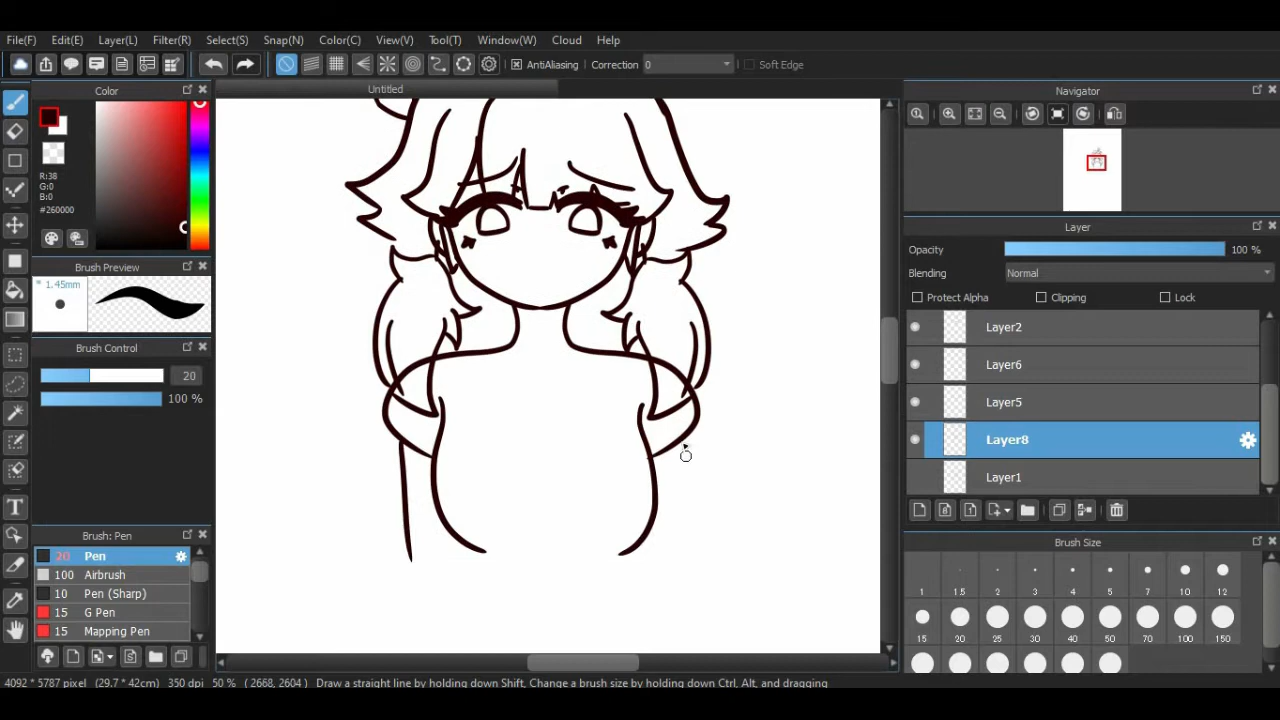 File(F) Edit(E) Layer(L) Filter(R) Select(S) Snap(N) Color(C) View(V) Tool(T) Window(W) Cloud Help
AntiAliasing Correction 0 Soft Edge
Color
Untitled
Navigator
R:38
G:0
B:0
#260000
Layer
Opacity 100 %
Blending Normal
Protect Alpha Clipping Lock
Brush Preview
1.45mm
Brush Control
20
100 %
Layer2
Layer6
Layer5
Layer8
Layer1
Brush: Pen
20 Pen
100 Airbrush
10 Pen (Sharp)
15 G Pen
15 Mapping Pen
Brush Size
1 1.5 2 3 4 5 7 10 12
15 20 25 30 40 50 70 100 150
4092 * 5787 pixel (29.7 * 42cm) 350 dpi 50 % ( 2668, 2604 ) Draw a straight line by holding down Shift, Change a brush size by holding down Ctrl, Alt, and dragging